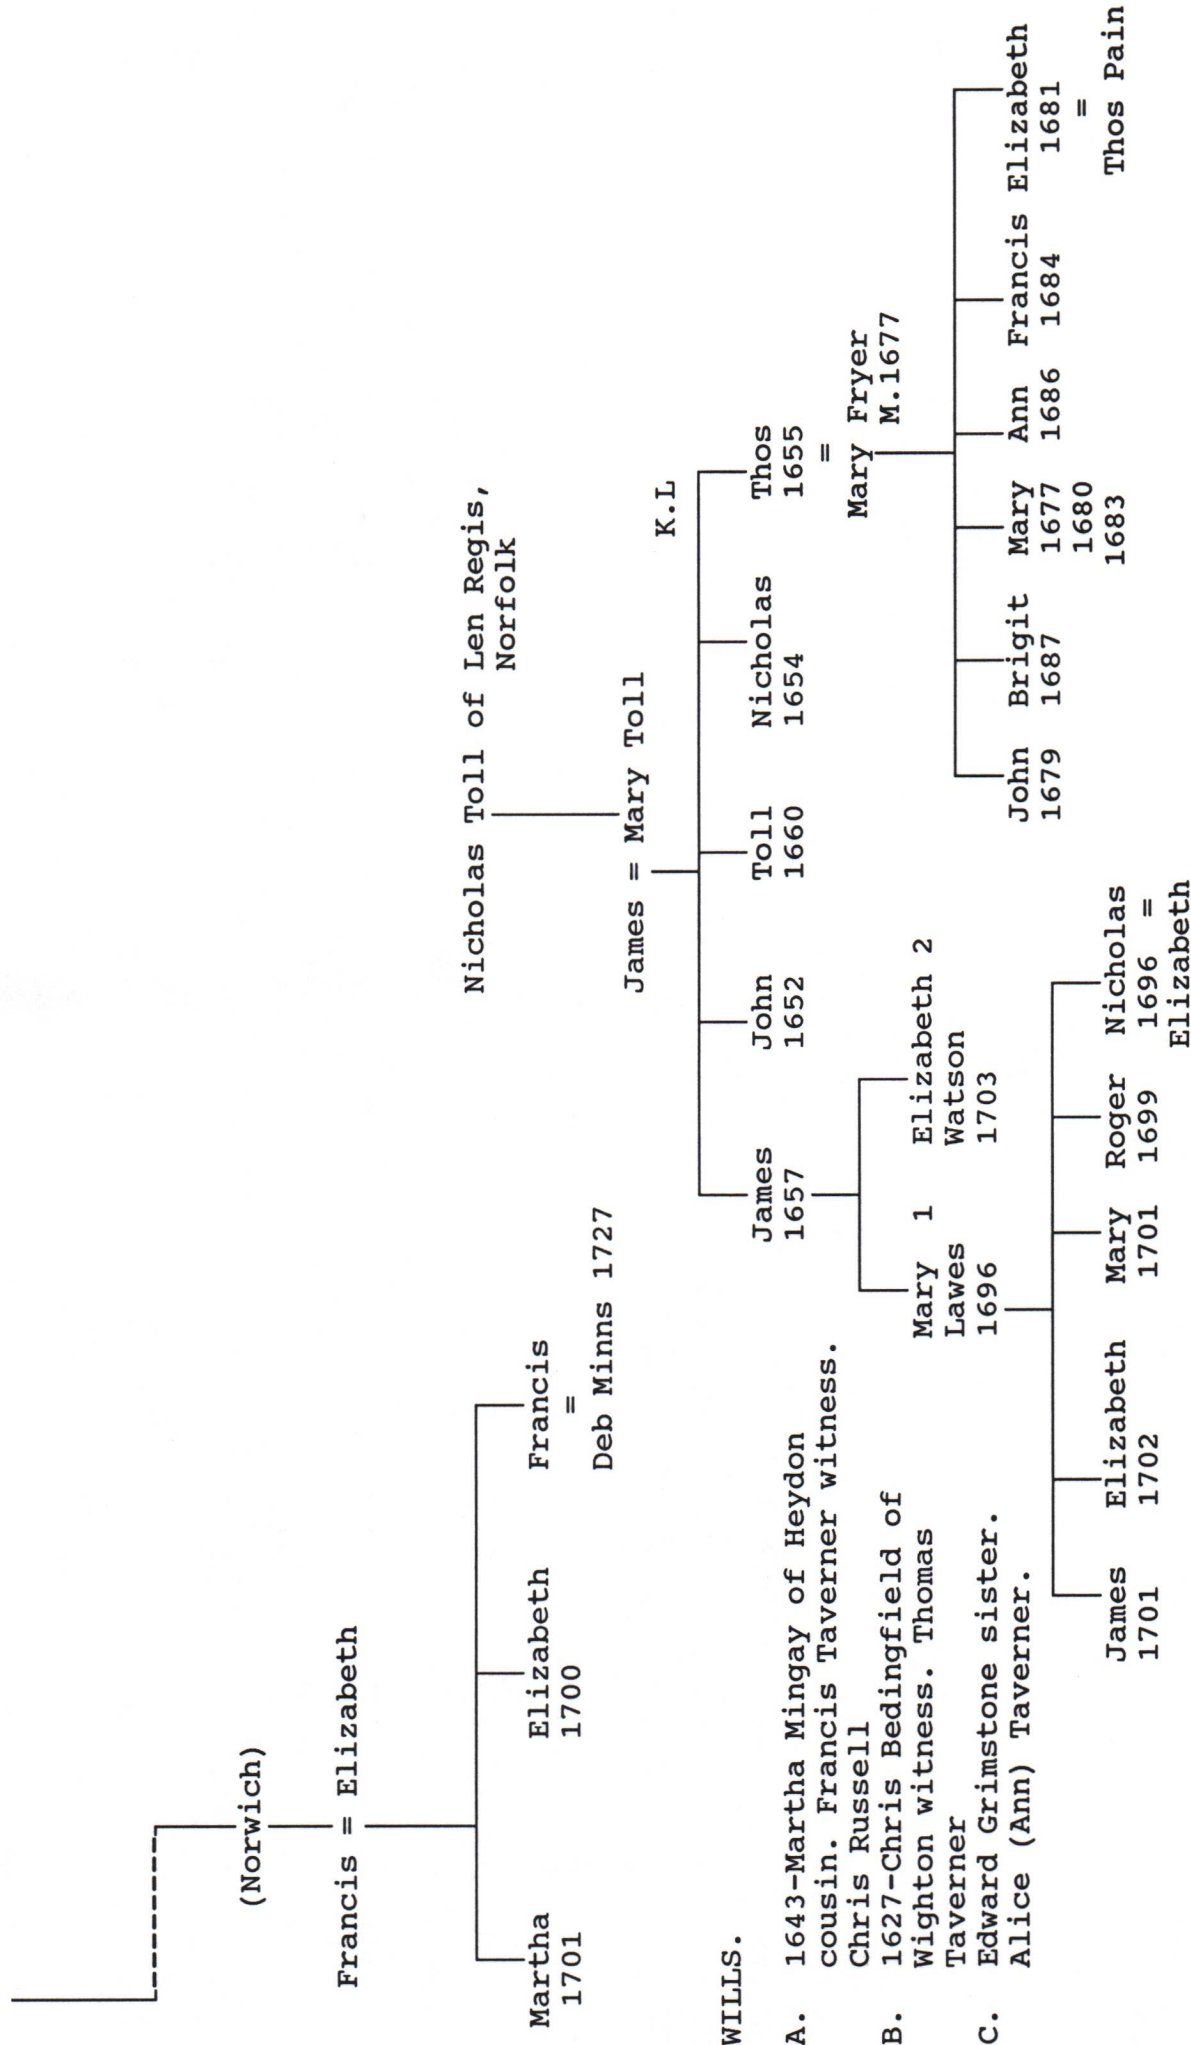 (Norwich)
Francis = Elizabeth
Martha Elizabeth Francis
1701 1700 =
Deb Minns 1727
Nicholas Toll of Len Regis,
Norfolk
James = Mary Toll
K.L
James John Toll Nicholas Thos
1657 1652 1660 1654 1655
=
Mary Fryer
M.1677
Mary 1 Elizabeth 2
Lawes Watson
1696 1703
John Brigit Mary Ann Francis Elizabeth
1679 1687 1677 1686 1684 1681
1680 =
1683 Thos Pain
James Elizabeth Mary Roger Nicholas
1701 1702 1701 1699 1696 =
Elizabeth
WILLS.
A. 1643-Martha Mingay of Heydon
cousin. Francis Taverner witness.
Chris Russell
B. 1627-Chris Bedingfield of
Wighton witness. Thomas
Taverner
C. Edward Grimstone sister.
Alice (Ann) Taverner.